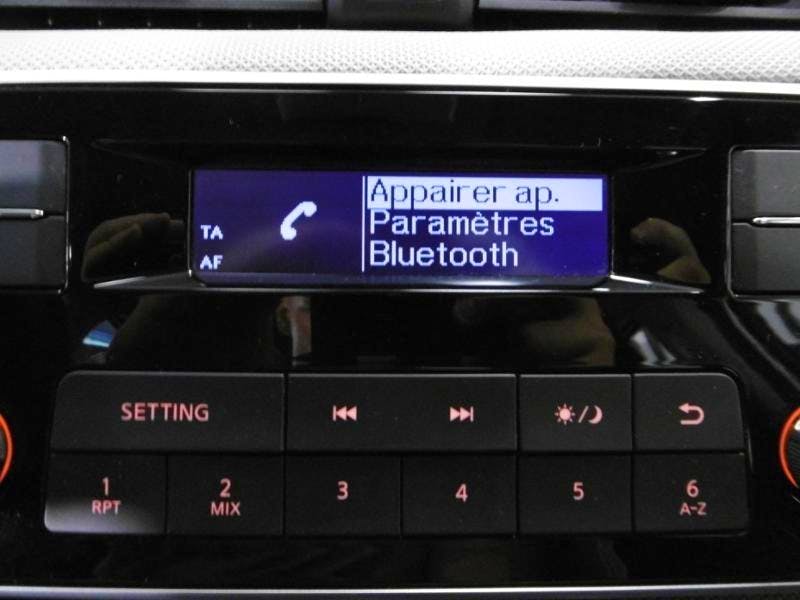 Appairer ap.
TA Paramètres
AF Bluetooth
SETTING
1 2 3 4 5 6
RPT MIX A-Z